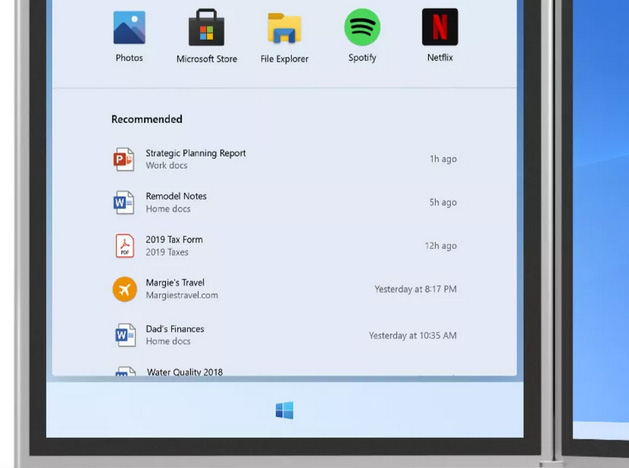 Photos
Microsoft Store
File Explorer
Spotify
Netflix
Recommended
Strategic Planning Report
Work docs
1h ago
Remodel Notes
Home docs
5h ago
PDF
2019 Tax Form
2019 Taxes
12h ago
Margie's Travel
Margiestravel.com
Yesterday at 8:17 PM
Dad's Finances
Home docs
Yesterday at 10:35 AM
Water Quality 2018